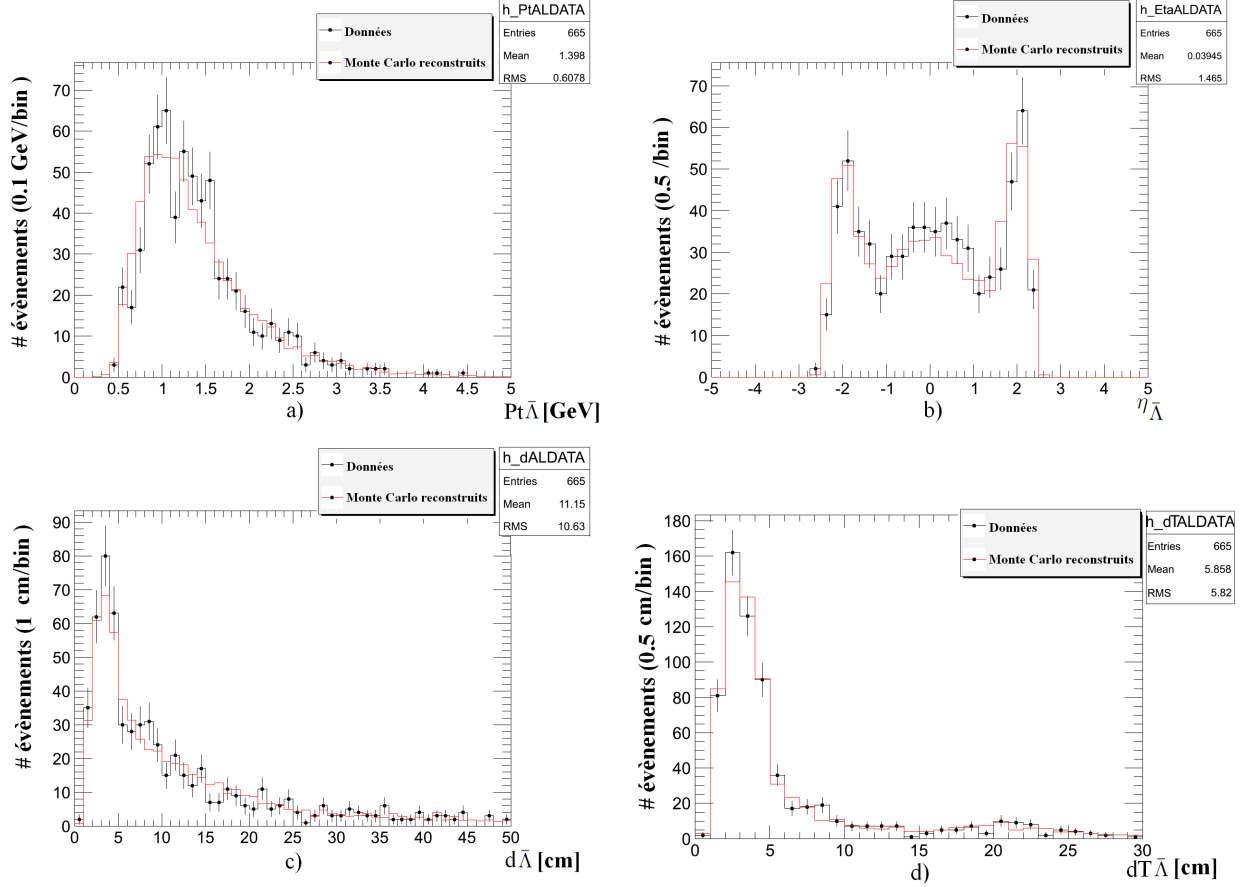 h_PtALDATA
Entries 665
Mean 1.398
RMS 0.6078
Données
Monte Carlo reconstruits
# évènements (0.1 GeV/bin )
70
60
50
40
30
20
10
0
0 0.5 1 1.5 2 2.5 3 3.5 4 4.5 5
a)
Pt Λ̄ [GeV]
h_EtaALDATA
Entries 665
Mean 0.03945
RMS 1.465
Données
Monte Carlo reconstruits
# évènements (0.5 /bin )
70
60
50
40
30
20
10
0
-5 -4 -3 -2 -1 0 1 2 3 4 5
b)
η Λ̄
h_dALDATA
Entries 665
Mean 11.15
RMS 10.63
Données
Monte Carlo reconstruits
# évènements (1 cm/bin )
90
80
70
60
50
40
30
20
10
0
0 5 10 15 20 25 30 35 40 45 50
c)
d Λ̄ [cm]
h_dTALDATA
Entries 665
Mean 5.858
RMS 5.82
Données
Monte Carlo reconstruits
# évènements (0.5 cm/bin )
180
160
140
120
100
80
60
40
20
0
0 5 10 15 20 25 30
d)
dT Λ̄ [cm]